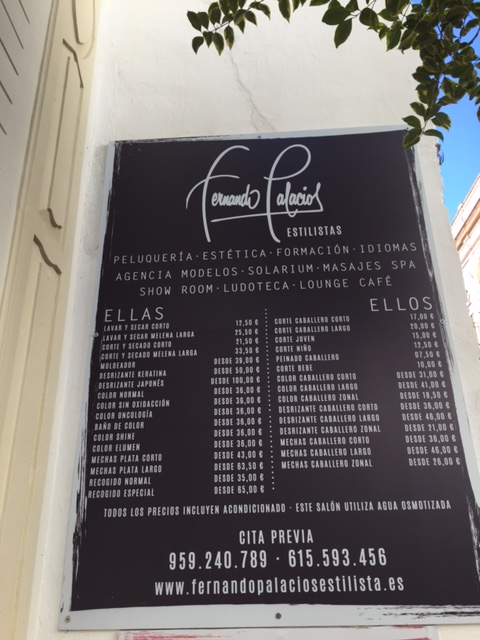 Fernando Palacios
ESTILISTAS
PELUQUERÍA·ESTÉTICA·FORMACIÓN·IDIOMAS
AGENCIA MODELOS·SOLARIUM·MASAJES SPA
SHOW ROOM·LUDOTECA·LOUNGE CAFÉ
ELLAS
LAVAR Y SECAR CORTO 12,50 €
LAVAR Y SECAR MELENA LARGA 25,50 €
CORTE Y SECADO CORTO 21,50 €
CORTE Y SECADO MELENA LARGA 33,50 €
MOLDEADOR DESDE 39,00 €
DESRIZANTE KERATINA DESDE 50,00 €
DESRIZANTE JAPONÉS DESDE 100,00 €
COLOR NORMAL DESDE 38,00 €
COLOR SIN OXIDACCIÓN DESDE 38,00 €
COLOR ONCOLOGÍA DESDE 38,00 €
BAÑO DE COLOR DESDE 36,00 €
COLOR SHINE DESDE 38,00 €
COLOR ELUMEN DESDE 36,00 €
MECHAS PLATA CORTO DESDE 43,00 €
MECHAS PLATA LARGO DESDE 63,50 €
RECOGIDO NORMAL DESDE 35,00 €
RECOGIDO ESPECIAL DESDE 65,00 €
ELLOS
CORTE CABALLERO CORTO 17,00 €
CORTE CABALLERO LARGO 20,00 €
CORTE JOVEN 15,00 €
CORTE NIÑO 12,50 €
PEINADO CABALLERO 07,50 €
CORTE BEBE 10,00 €
COLOR CABALLERO CORTO DESDE 31,00 €
COLOR CABALLERO LARGO DESDE 41,00 €
COLOR CABALLERO ZONAL DESDE 18,50 €
DESRIZANTE CABALLERO CORTO DESDE 36,00 €
DESRIZANTE CABALLERO LARGO DESDE 46,00 €
DESRIZANTE CABALLERO ZONAL DESDE 21,00 €
MECHAS CABALLERO CORTO DESDE 36,00 €
MECHAS CABALLERO LARGO DESDE 46,00 €
MECHAS CABALLERO ZONAL DESDE 26,00 €
TODOS LOS PRECIOS INCLUYEN ACONDICIONADO · ESTE SALÓN UTILIZA AGUA OSMOTIZADA
CITA PREVIA
959.240.789 · 615.593.456
www.fernandopalaciosestilista.es